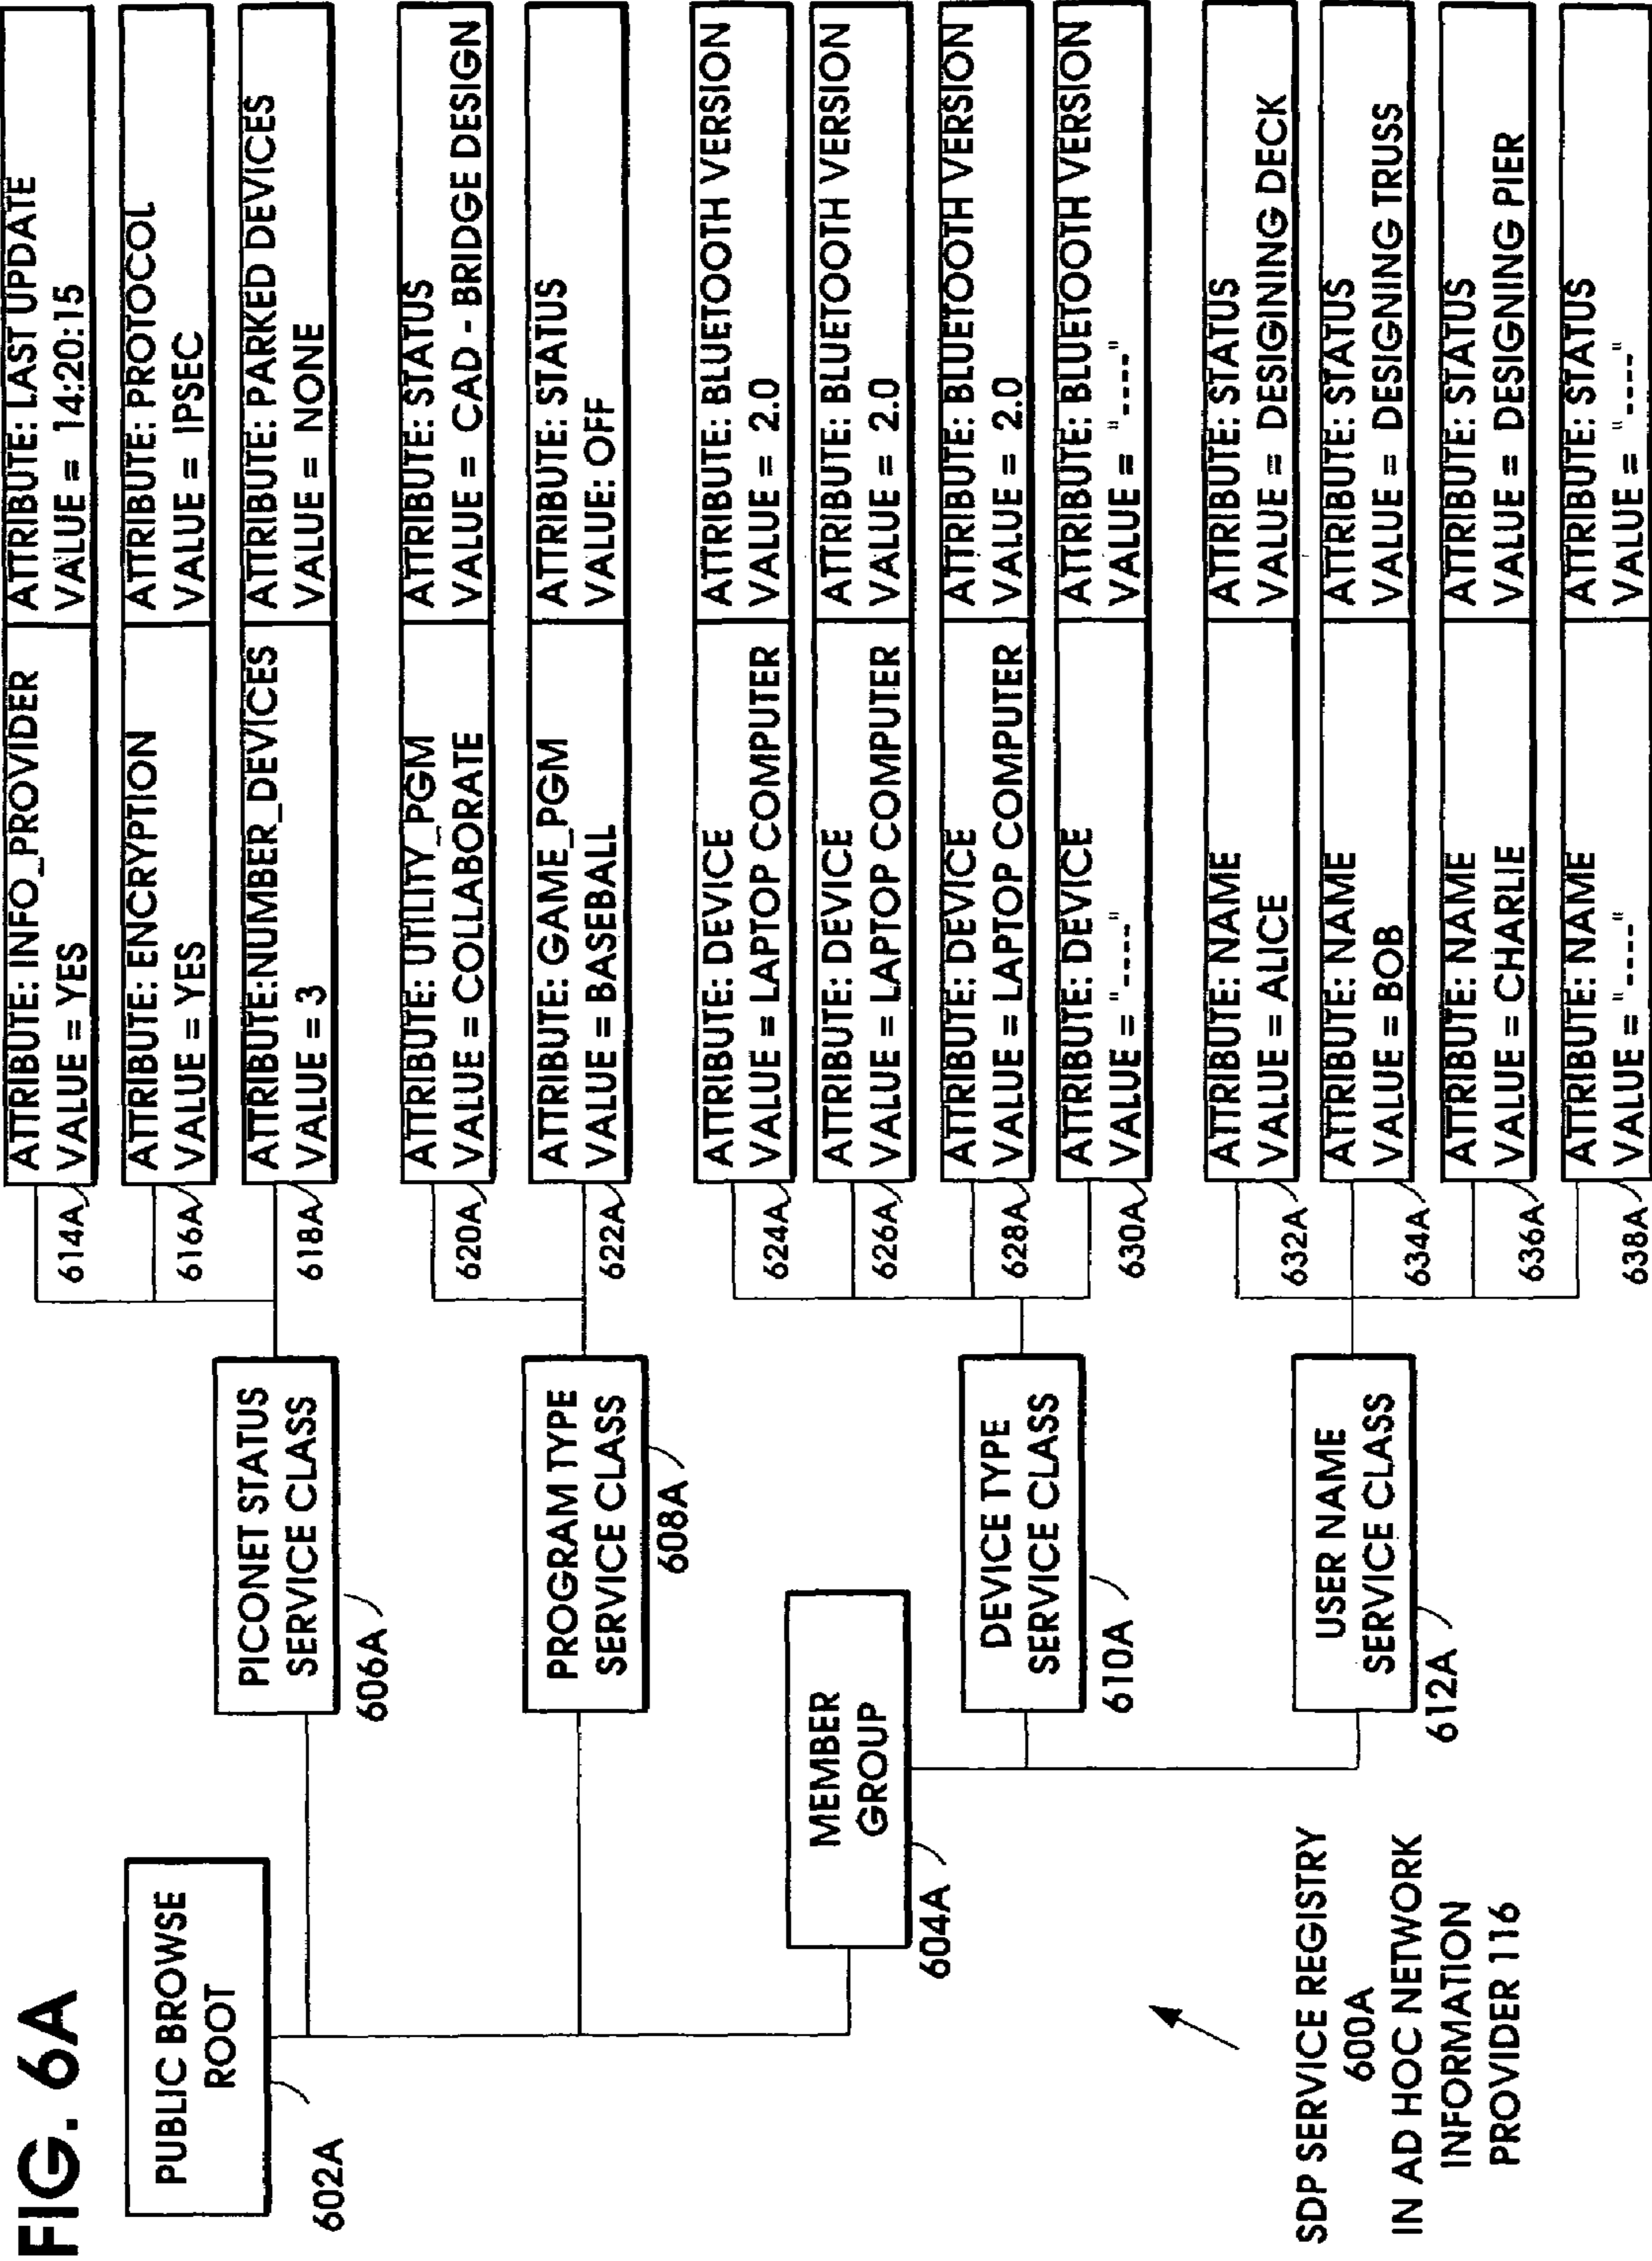 FIG. 6A
PUBLIC BROWSE
ROOT
602A
PICONET STATUS
SERVICE CLASS
606A
ATTRIBUTE: INFO_PROVIDER
VALUE = YES
ATTRIBUTE: LAST UPDATE
VALUE = 14:20:15
614A
ATTRIBUTE: ENCRYPTION
VALUE = YES
ATTRIBUTE: PROTOCOL
VALUE = IPSEC
616A
ATTRIBUTE:NUMBER_DEVICES
VALUE = 3
ATTRIBUTE: PARKED DEVICES
VALUE = NONE
618A
PROGRAM TYPE
SERVICE CLASS
608A
ATTRIBUTE: UTILITY_PGM
VALUE = COLLABORATE
ATTRIBUTE: STATUS
VALUE = CAD - BRIDGE DESIGN
620A
ATTRIBUTE: GAME_PGM
VALUE = BASEBALL
ATTRIBUTE: STATUS
VALUE: OFF
622A
MEMBER
GROUP
604A
DEVICE TYPE
SERVICE CLASS
610A
ATTRIBUTE: DEVICE
VALUE = LAPTOP COMPUTER
ATTRIBUTE: BLUETOOTH VERSION
VALUE = 2.0
624A
ATTRIBUTE: DEVICE
VALUE = LAPTOP COMPUTER
ATTRIBUTE: BLUETOOTH VERSION
VALUE = 2.0
626A
ATTRIBUTE: DEVICE
VALUE = LAPTOP COMPUTER
ATTRIBUTE: BLUETOOTH VERSION
VALUE = 2.0
628A
ATTRIBUTE: DEVICE
VALUE = "----"
ATTRIBUTE: BLUETOOTH VERSION
VALUE = "----"
630A
USER NAME
SERVICE CLASS
612A
ATTRIBUTE: NAME
VALUE = ALICE
ATTRIBUTE: STATUS
VALUE = DESIGINING DECK
632A
ATTRIBUTE: NAME
VALUE = BOB
ATTRIBUTE: STATUS
VALUE = DESIGNING TRUSS
634A
ATTRIBUTE: NAME
VALUE = CHARLIE
ATTRIBUTE: STATUS
VALUE = DESIGNING PIER
636A
ATTRIBUTE: NAME
VALUE = "----"
ATTRIBUTE: STATUS
VALUE = "----"
638A
SDP SERVICE REGISTRY
600A
IN AD HOC NETWORK
INFORMATION
PROVIDER 116